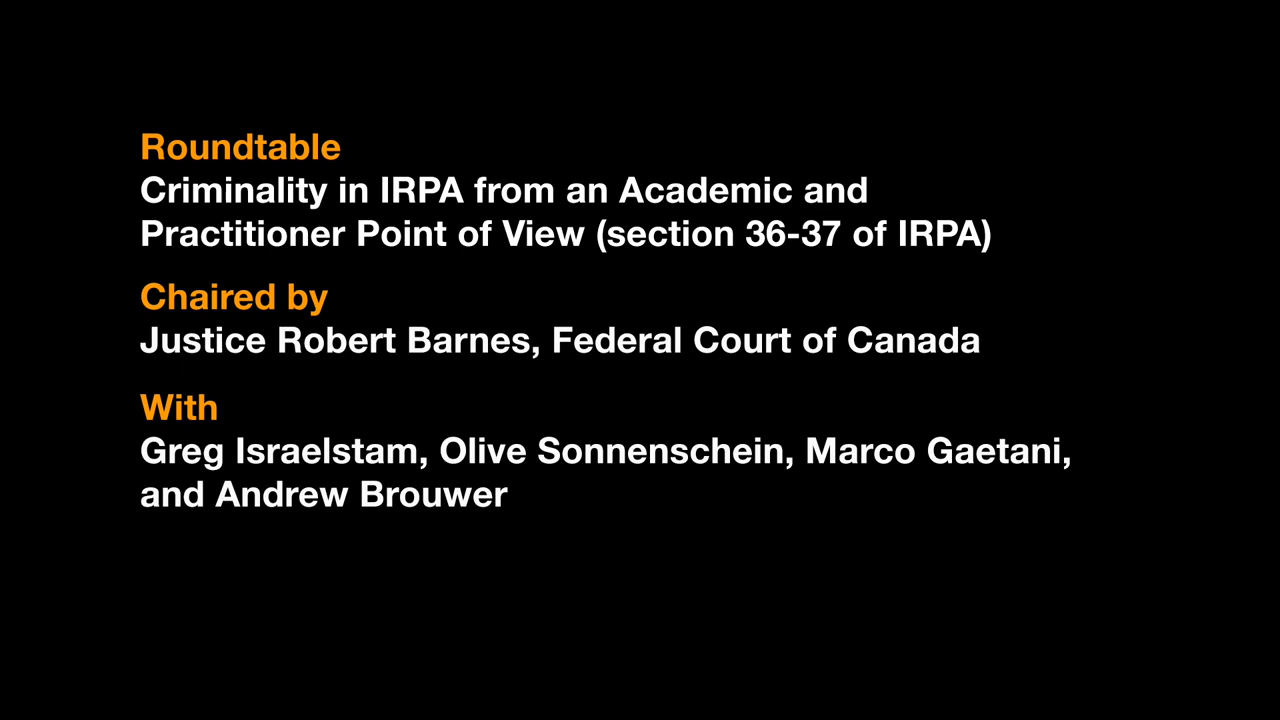 Roundtable
Criminality in IRPA from an Academic and
Practitioner Point of View (section 36-37 of IRPA)
Chaired by
Justice Robert Barnes, Federal Court of Canada
With
Greg Israelstam, Olive Sonnenschein, Marco Gaetani,
and Andrew Brouwer